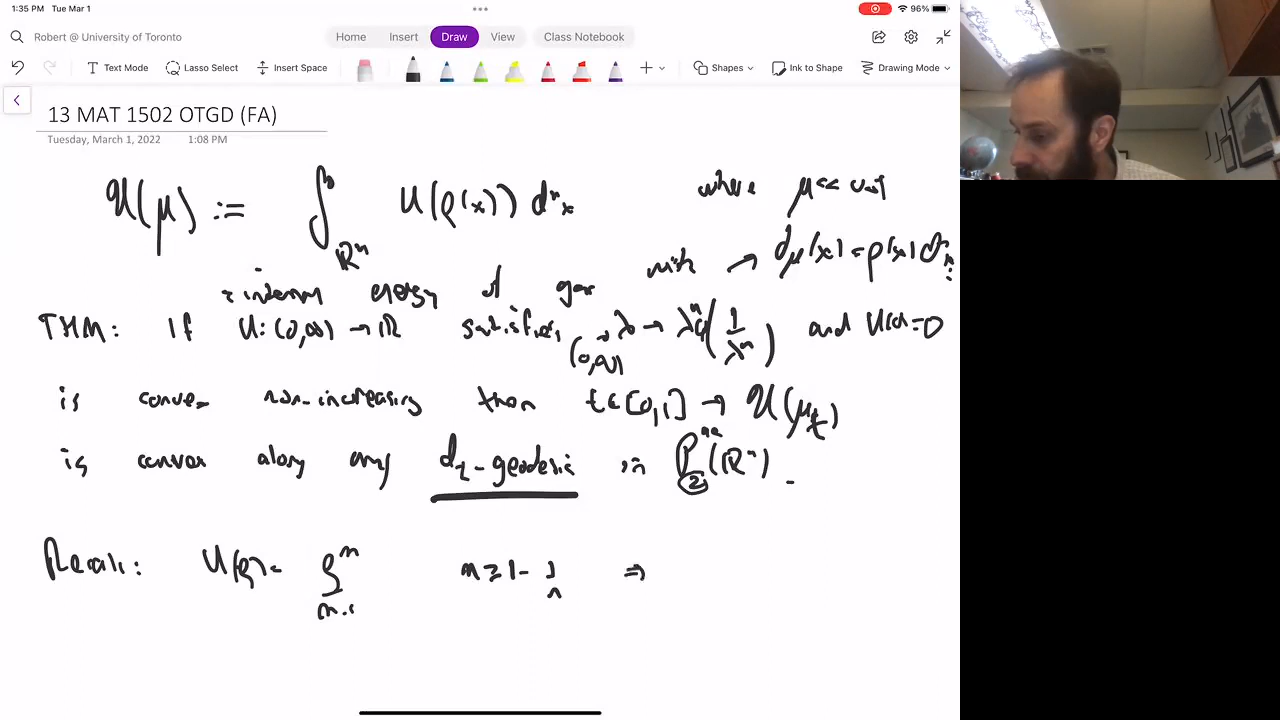 1:35 PM Tue Mar 1
96%
Robert @ University of Toronto
Home Insert Draw View Class Notebook
Text Mode Lasso Select Insert Space Shapes Ink to Shape Drawing Mode
13 MAT 1502 OTGD (FA)
Tuesday, March 1, 2022 1:08 PM
𝒰(μ) := ∫_{ℝⁿ} U(ρ(x)) dⁿx where μ << vol
= internal energy of gas with → dμ(x) = ρ(x) dⁿx
THM: If U: (0,∞) → ℝ satisfies (0,∞) ∋ λ → λⁿU(1/λⁿ) and U(0)=0
is convex non-increasing then t∈[0,1] → 𝒰(μ_t)
is convex along any d₂-geodesic in P₂^{ac}(ℝⁿ).
Recall: U(ρ) = ρ^m/(m-1) m ≥ 1 - 1/n ⇒